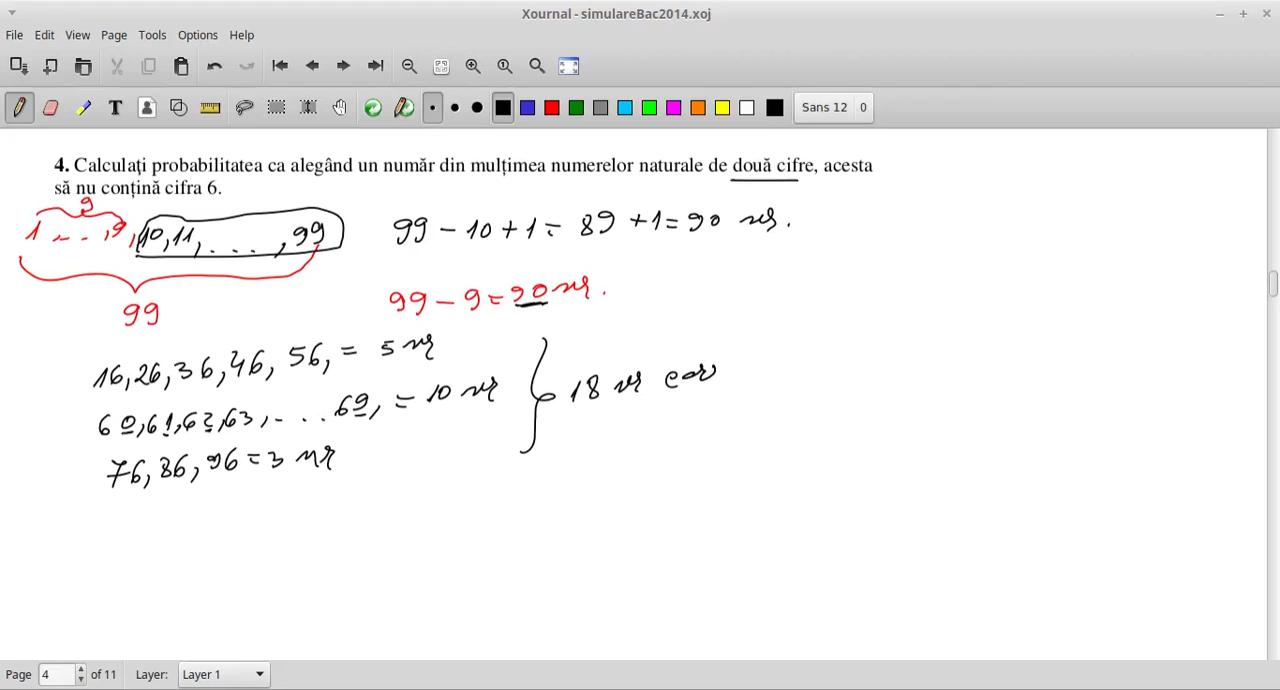 Xournal - simulareBac2014.xoj
File Edit View Page Tools Options Help
Sans 12 0
4. Calculați probabilitatea ca alegând un număr din mulțimea numerelor naturale de două cifre, acesta
să nu conțină cifra 6.
9
1 ... , 9, 10, 11, . . . , 99
99 - 10 + 1 = 89 + 1 = 90 nr.
99
99 - 9 = 90 nr.
16, 26, 36, 46, 56, = 5 nr
60, 61, 62, 63, - . . . 69, = 10 nr
18 nr car
76, 86, 96 = 3 nr
Page 4 of 11 Layer: Layer 1